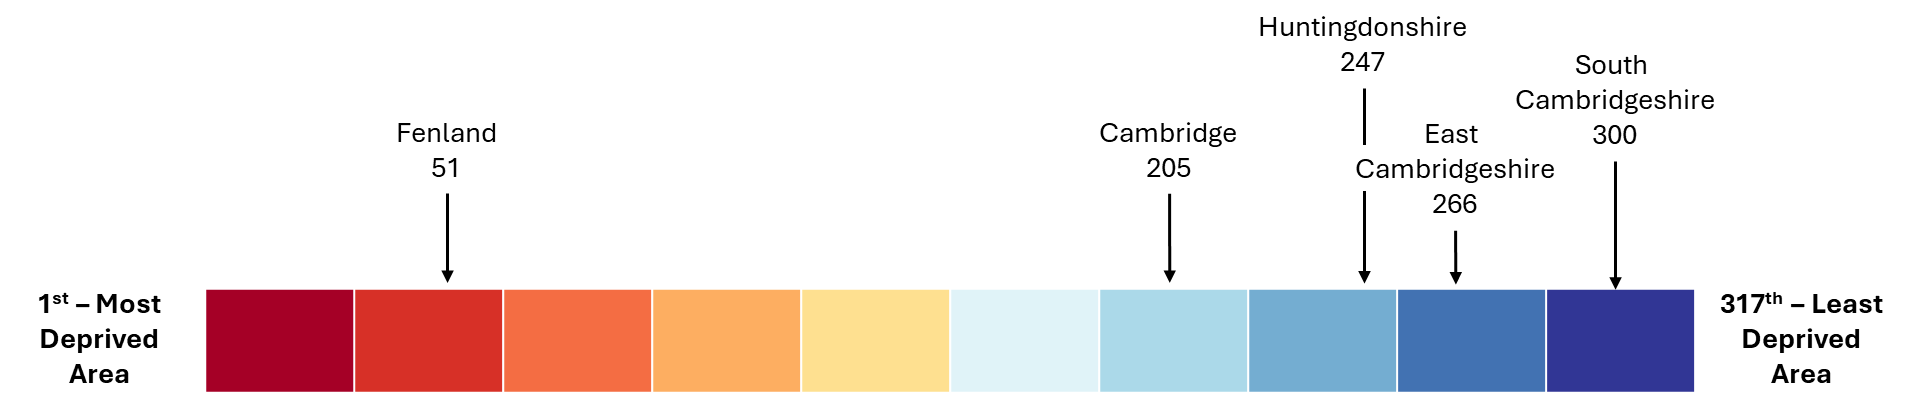 Huntingdonshire
247
South
Cambridgeshire
300
Fenland
51
Cambridge
205
East
Cambridgeshire
266
1st – Most
Deprived
Area
317th – Least
Deprived
Area